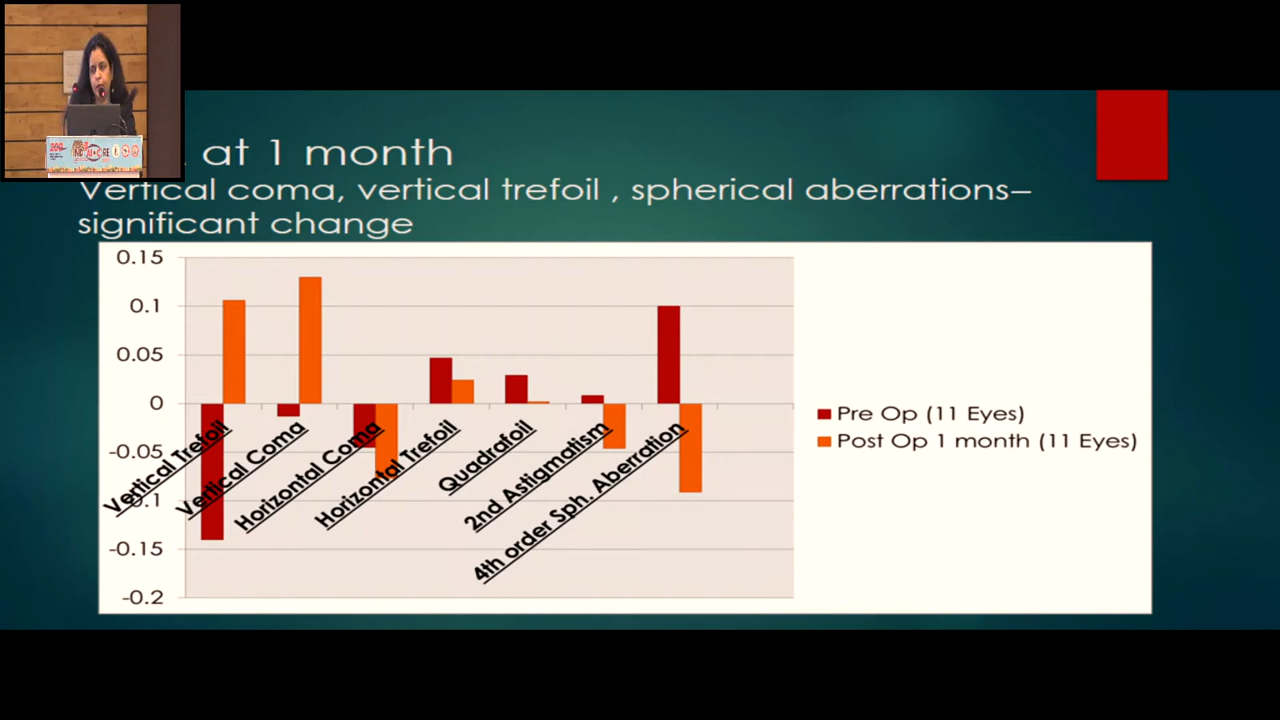 at 1 month
Vertical coma, vertical trefoil , spherical aberrations–
significant change
0.15
0.1
0.05
0
-0.05
-0.1
-0.15
-0.2
Vertical Trefoil
Vertical Coma
Horizontal Coma
Horizontal Trefoil
Quadrafoil
2nd Astigmatism
4th order Sph. Aberration
Pre Op (11 Eyes)
Post Op 1 month (11 Eyes)